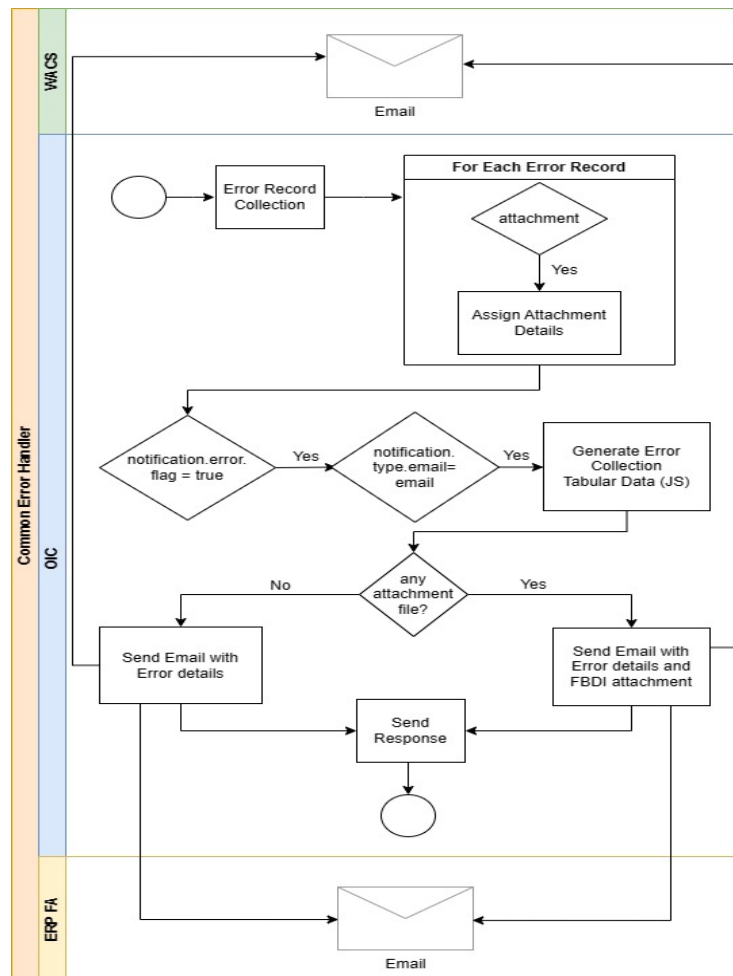 Common Error Handler
WACS
Email
OIC
Error Record
Collection
For Each Error Record
attachment
Yes
Assign Attachment
Details
notification.error.
flag = true
Yes
notification.
type.email=
email
Yes
Generate Error
Collection
Tabular Data (JS)
any
attachment
file?
No
Yes
Send Email with
Error details
Send Email with
Error details and
FBDI attachment
Send
Response
ERP FA
Email